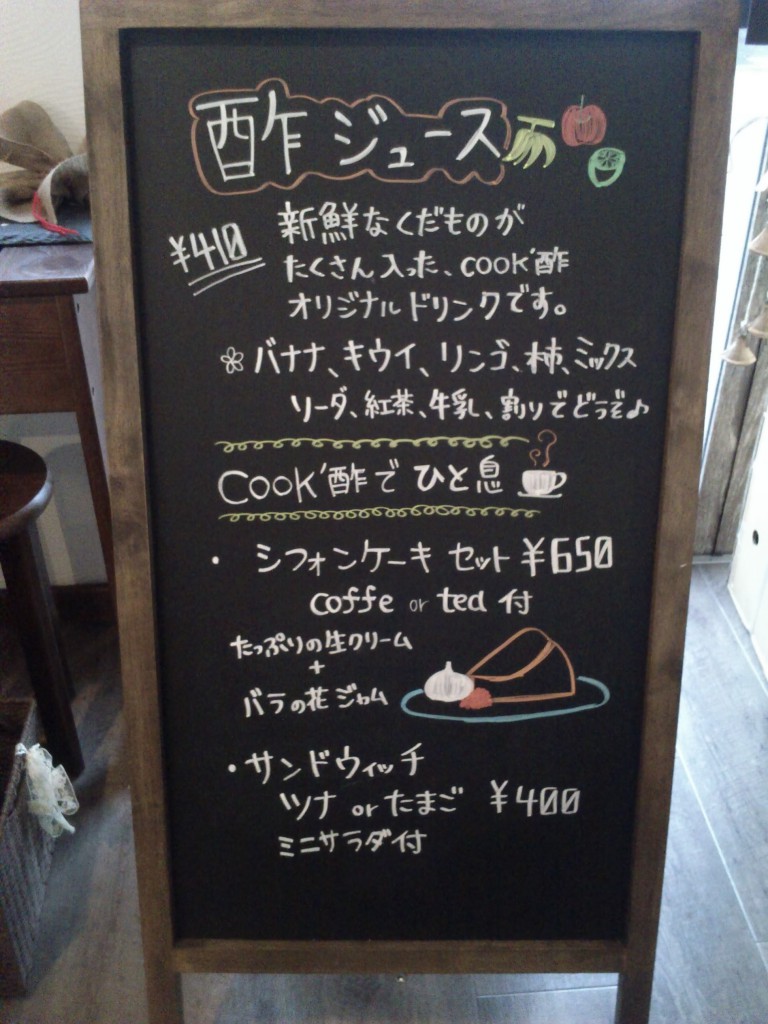 酢ジュース
¥410
新鮮なくだものが
たくさん入った、cook'酢
オリジナルドリンクです。
バナナ、キウイ、リンゴ、柿、ミックス
ソーダ、紅茶、牛乳、割りでどうぞ♪
Cook'酢でひと息
・シフォンケーキセット ¥650
coffe or tea 付
たっぷりの生クリーム
+
バラの花ジャム
・サンドウィッチ
ツナ or たまご ¥400
ミニサラダ付